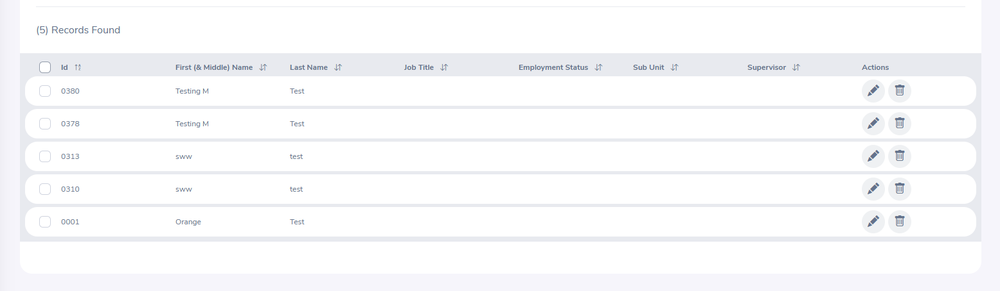 (5) Records Found
Id First (& Middle) Name Last Name Job Title Employment Status Sub Unit Supervisor Actions
0380 Testing M Test
0378 Testing M Test
0313 sww test
0310 sww test
0001 Orange Test